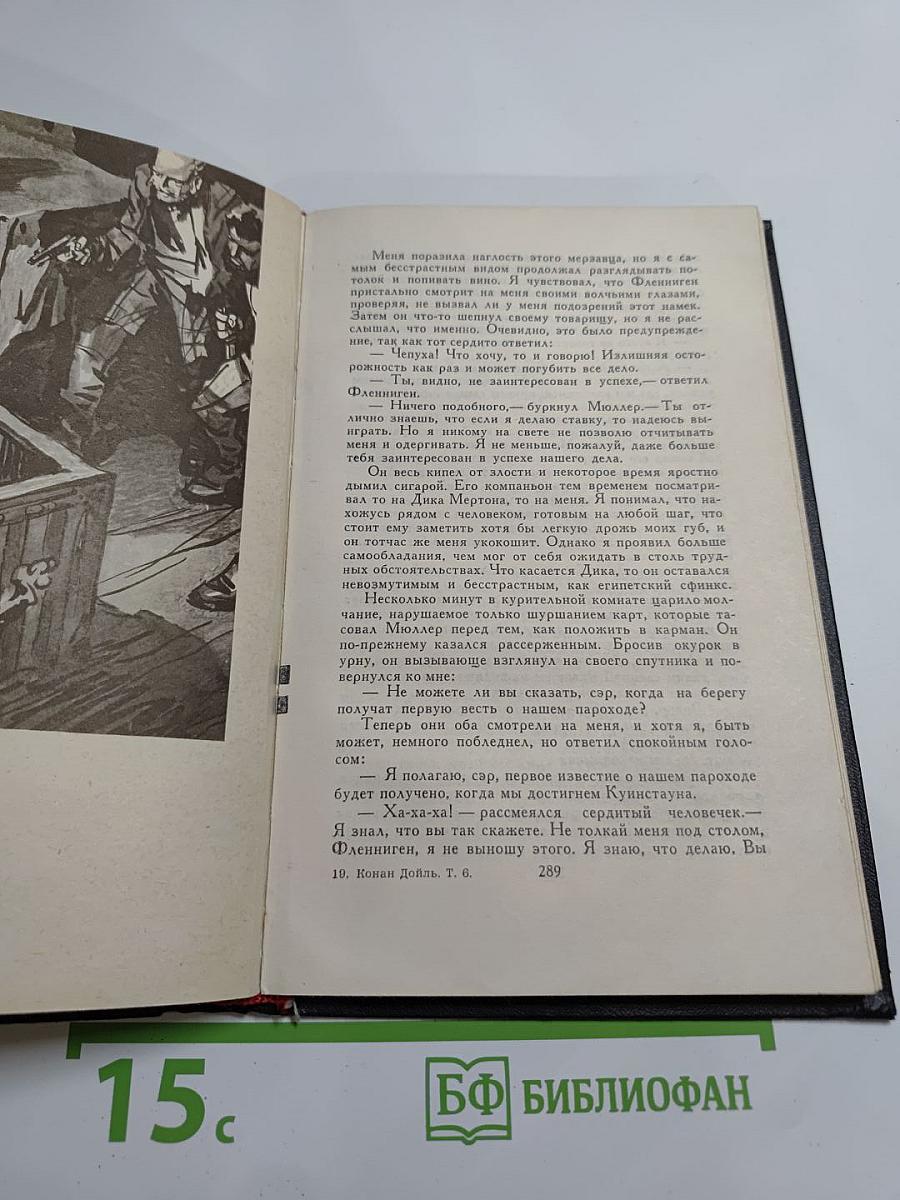 Меня поразила наглость этого мерзавца, но я с са-
мым бесстрастным видом продолжал разглядывать по-
толок и попивать вино. Я чувствовал, что Фленниген
пристально смотрит на меня своими волчьими глазами,
проверяя, не вызвал ли у меня подозрений этот намек.
Затем он что-то шепнул своему товарищу, но я не рас-
слышал, что именно. Очевидно, это было предупрежде-
ние, так как тот сердито ответил:
— Чепуха! Что хочу, то и говорю! Излишняя осто-
рожность как раз и может погубить все дело.
— Ты, видно, не заинтересован в успехе,— ответил
Фленниген.
— Ничего подобного,— буркнул Мюллер.— Ты от-
лично знаешь, что если я делаю ставку, то надеюсь вы-
играть. Но я никому на свете не позволю отчитывать
меня и одергивать. Я не меньше, пожалуй, даже больше
тебя заинтересован в успехе нашего дела.
Он весь кипел от злости и некоторое время яростно
дымил сигарой. Его компаньон тем временем посматри-
вал то на Дика Мертона, то на меня. Я понимал, что на-
хожусь рядом с человеком, готовым на любой шаг, что
стоит ему заметить хотя бы легкую дрожь моих губ, и
он тотчас же меня укокошит. Однако я проявил больше
самообладания, чем мог от себя ожидать в столь труд-
ных обстоятельствах. Что касается Дика, то он оставался
невозмутимым и бесстрастным, как египетский сфинкс.
Несколько минут в курительной комнате царило мол-
чание, нарушаемое только шуршанием карт, которые та-
совал Мюллер перед тем, как положить в карман. Он
по-прежнему казался рассерженным. Бросив окурок в
урну, он вызывающе взглянул на своего спутника и по-
вернулся ко мне:
— Не можете ли вы сказать, сэр, когда на берегу
получат первую весть о нашем пароходе?
Теперь они оба смотрели на меня, и хотя я, быть
может, немного побледнел, но ответил спокойным голо-
сом:
— Я полагаю, сэр, первое известие о нашем пароходе
будет получено, когда мы достигнем Куинстауна.
— Ха-ха-ха! — рассмеялся сердитый человечек.—
Я знал, что вы так скажете. Не толкай меня под столом,
Фленниген, я не выношу этого. Я знаю, что делаю, Вы
19. Конан Дойль. Т. 6. 289
15 с
БФ БИБЛИОФАН